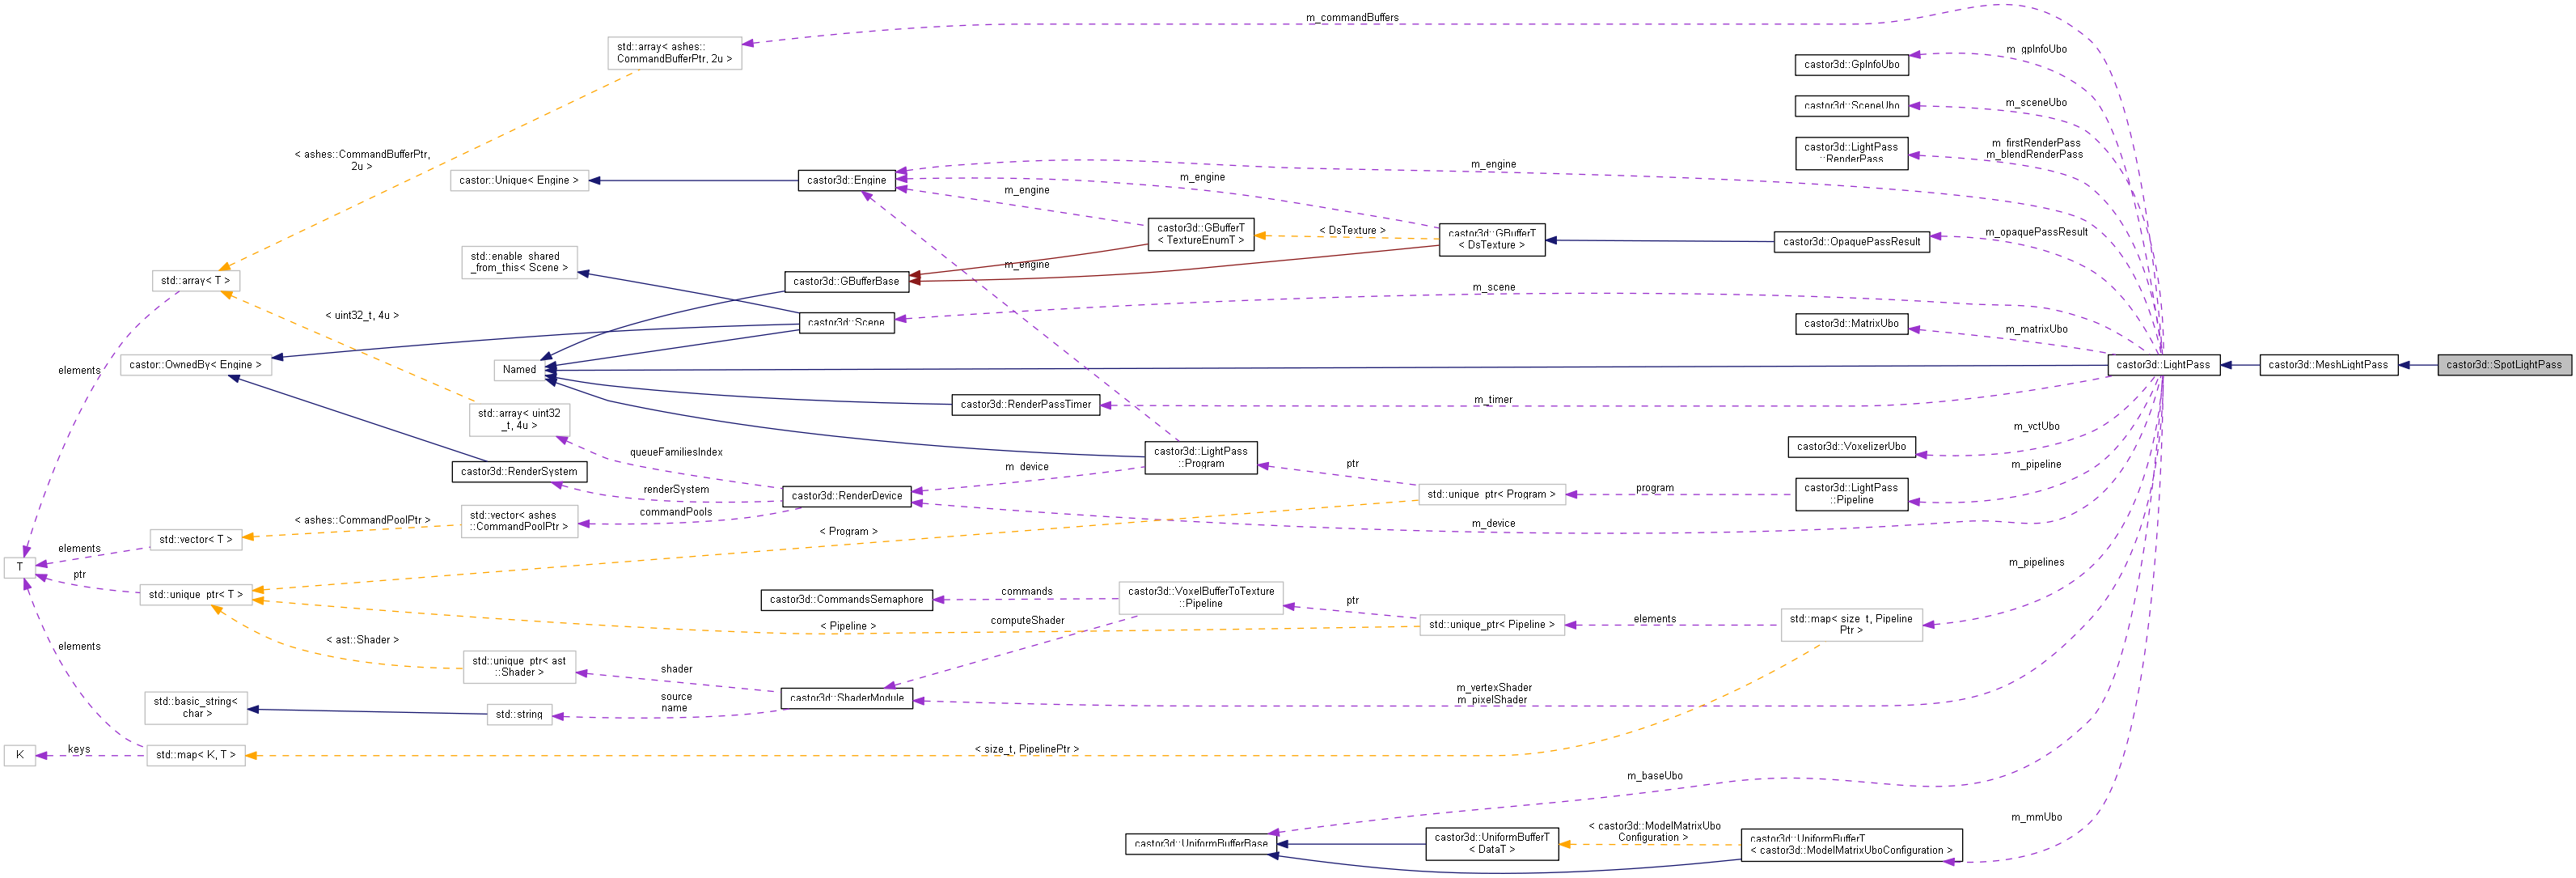 m_commandBuffers
std::array< ashes::
CommandBufferPtr, 2u >
m_gpInfoUbo
castor3d::GpInfoUbo
m_sceneUbo
castor3d::SceneUbo
m_firstRenderPass
m_blendRenderPass
castor3d::LightPass
::RenderPass
< ashes::CommandBufferPtr,
2u >
m_engine
castor::Unique< Engine >
castor3d::Engine
m_engine
m_engine
castor3d::GBufferT
< TextureEnumT >
< DsTexture >
castor3d::GBufferT
< DsTexture >
castor3d::OpaquePassResult
m_opaquePassResult
std::enable_shared
_from_this< Scene >
m_engine
std::array< T >
castor3d::GBufferBase
m_scene
< uint32_t, 4u >
castor3d::Scene
castor3d::MatrixUbo
m_matrixUbo
castor::OwnedBy< Engine >
Named
castor3d::LightPass
castor3d::MeshLightPass
castor3d::SpotLightPass
elements
castor3d::RenderPassTimer
m_timer
std::array< uint32
_t, 4u >
m_vctUbo
castor3d::VoxelizerUbo
queueFamiliesIndex
castor3d::LightPass
::Program
m_device
ptr
m_pipeline
castor3d::RenderSystem
renderSystem
castor3d::RenderDevice
std::unique_ptr< Program >
program
castor3d::LightPass
::Pipeline
commandPools
< ashes::CommandPoolPtr >
std::vector< ashes
::CommandPoolPtr >
m_device
< Program >
std::vector< T >
elements
T
ptr
m_pipelines
std::unique_ptr< T >
castor3d::CommandsSemaphore
commands
castor3d::VoxelBufferToTexture
::Pipeline
ptr
< Pipeline >
computeShader
std::unique_ptr< Pipeline >
elements
std::map< size_t, Pipeline
Ptr >
< ast::Shader >
elements
std::unique_ptr< ast
::Shader >
shader
castor3d::ShaderModule
m_vertexShader
m_pixelShader
source
name
std::basic_string<
char >
std::string
K
keys
std::map< K, T >
< size_t, PipelinePtr >
m_baseUbo
m_mmUbo
castor3d::UniformBufferBase
castor3d::UniformBufferT
< DataT >
< castor3d::ModelMatrixUbo
Configuration >
castor3d::UniformBufferT
< castor3d::ModelMatrixUboConfiguration >